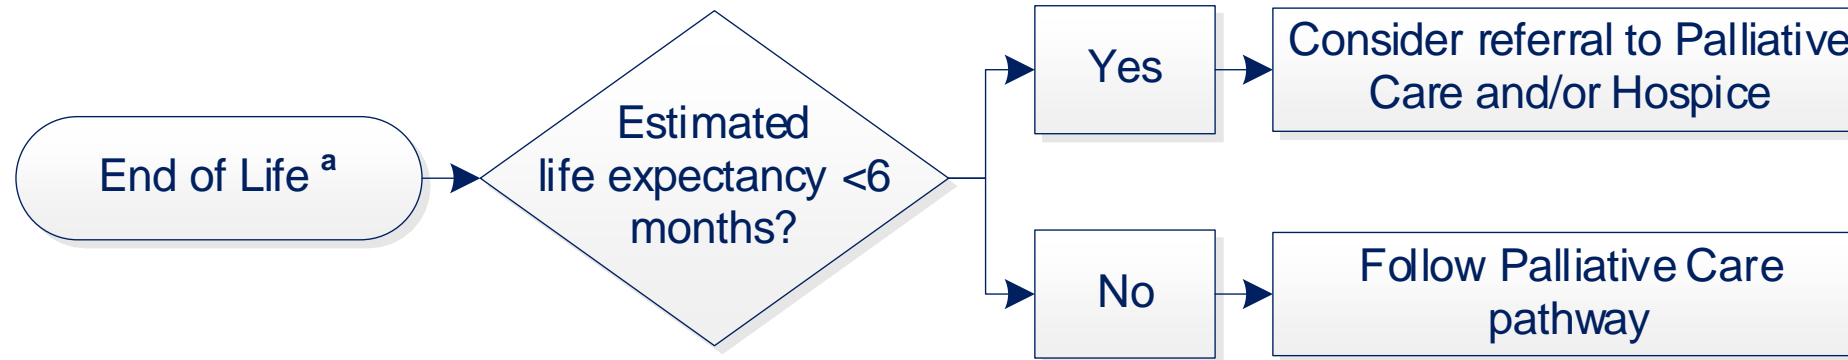 End of Life a
Estimated
life expectancy <6
months?
Yes
Consider referral to Palliative
Care and/or Hospice
No
Follow Palliative Care
pathway